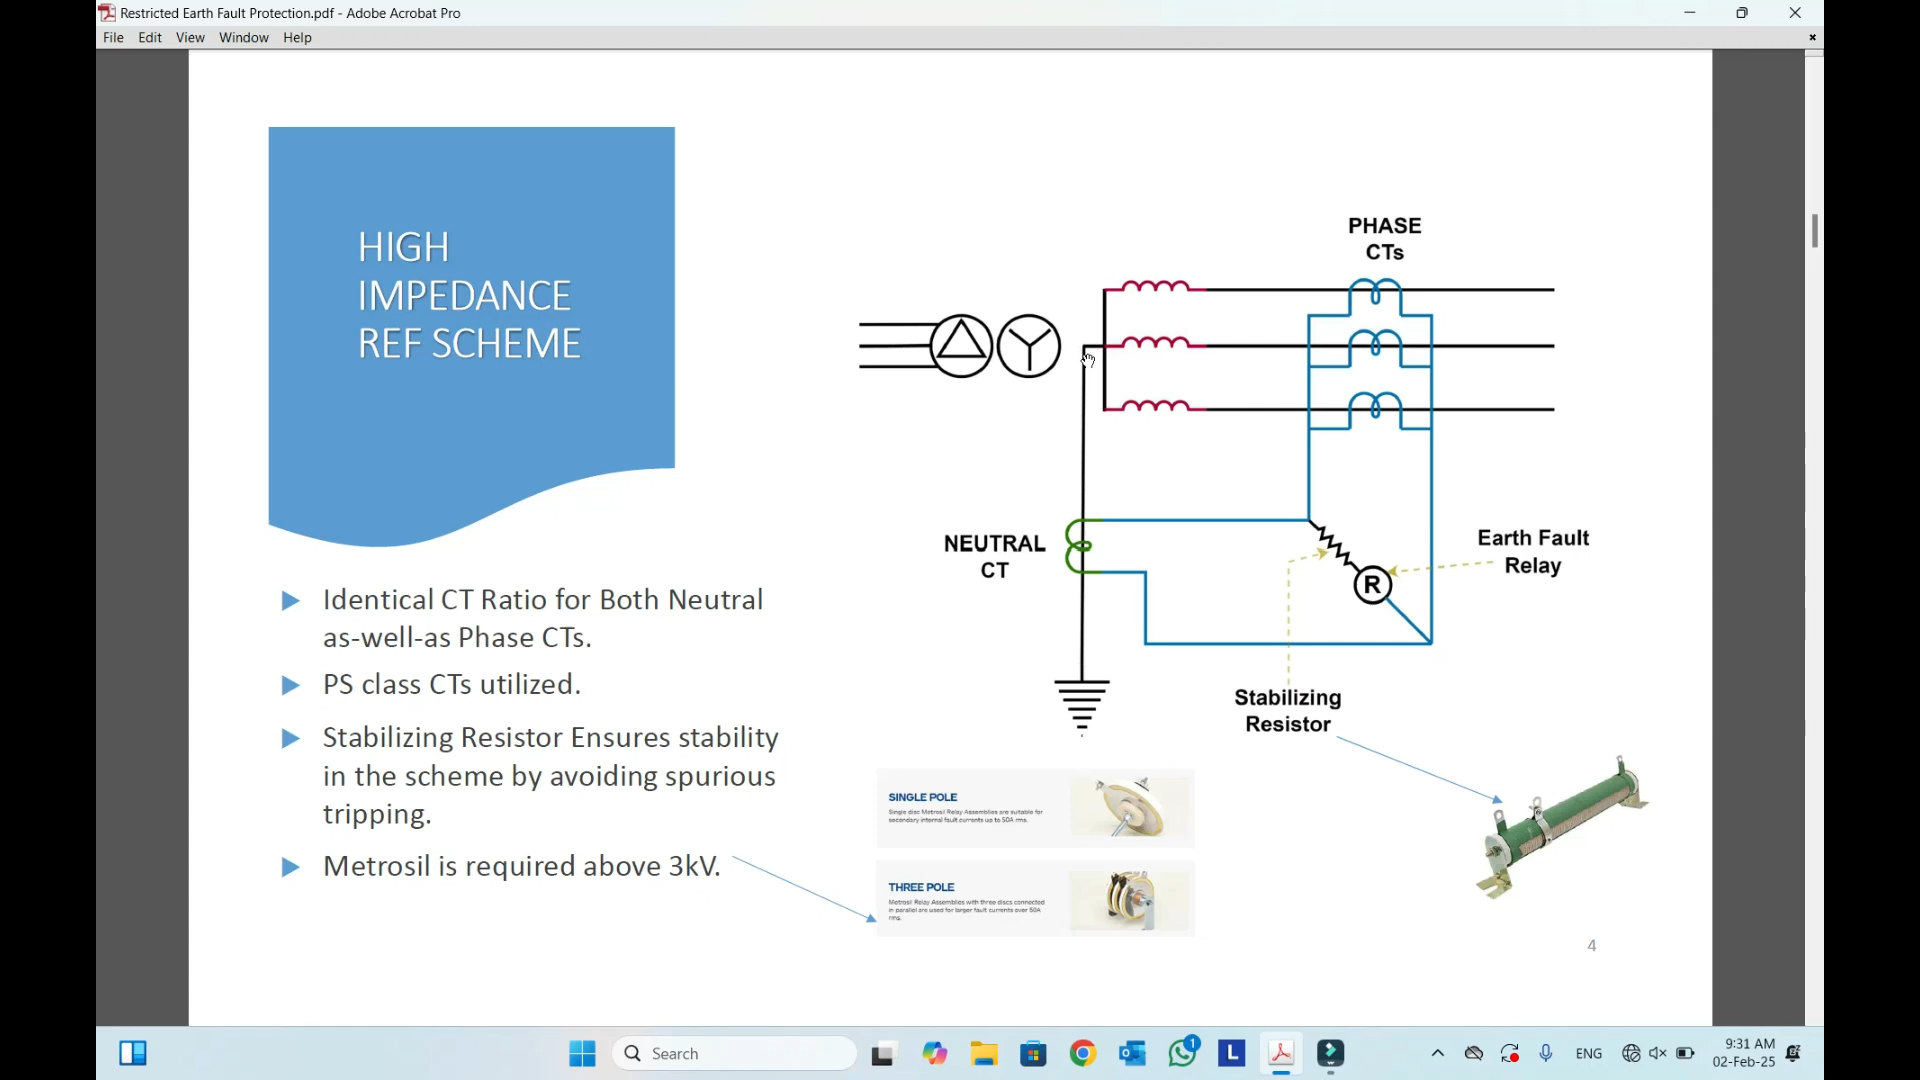 Restricted Earth Fault Protection.pdf - Adobe Acrobat Pro
File Edit View Window Help
HIGH
IMPEDANCE
REF SCHEME
Identical CT Ratio for Both Neutral
as-well-as Phase CTs.
PS class CTs utilized.
Stabilizing Resistor Ensures stability
in the scheme by avoiding spurious
tripping.
Metrosil is required above 3kV.
PHASE
CTs
NEUTRAL
CT
Earth Fault
Relay
R
Stabilizing
Resistor
SINGLE POLE
Single disc Metrosil Relay Assemblies are suitable for
secondary internal fault currents up to 50A rms.
THREE POLE
Metrosil Relay Assemblies with three discs connected
in parallel are used for larger fault currents over 50A
rms.
4
Search
1
L
ENG
9:31 AM
02-Feb-25